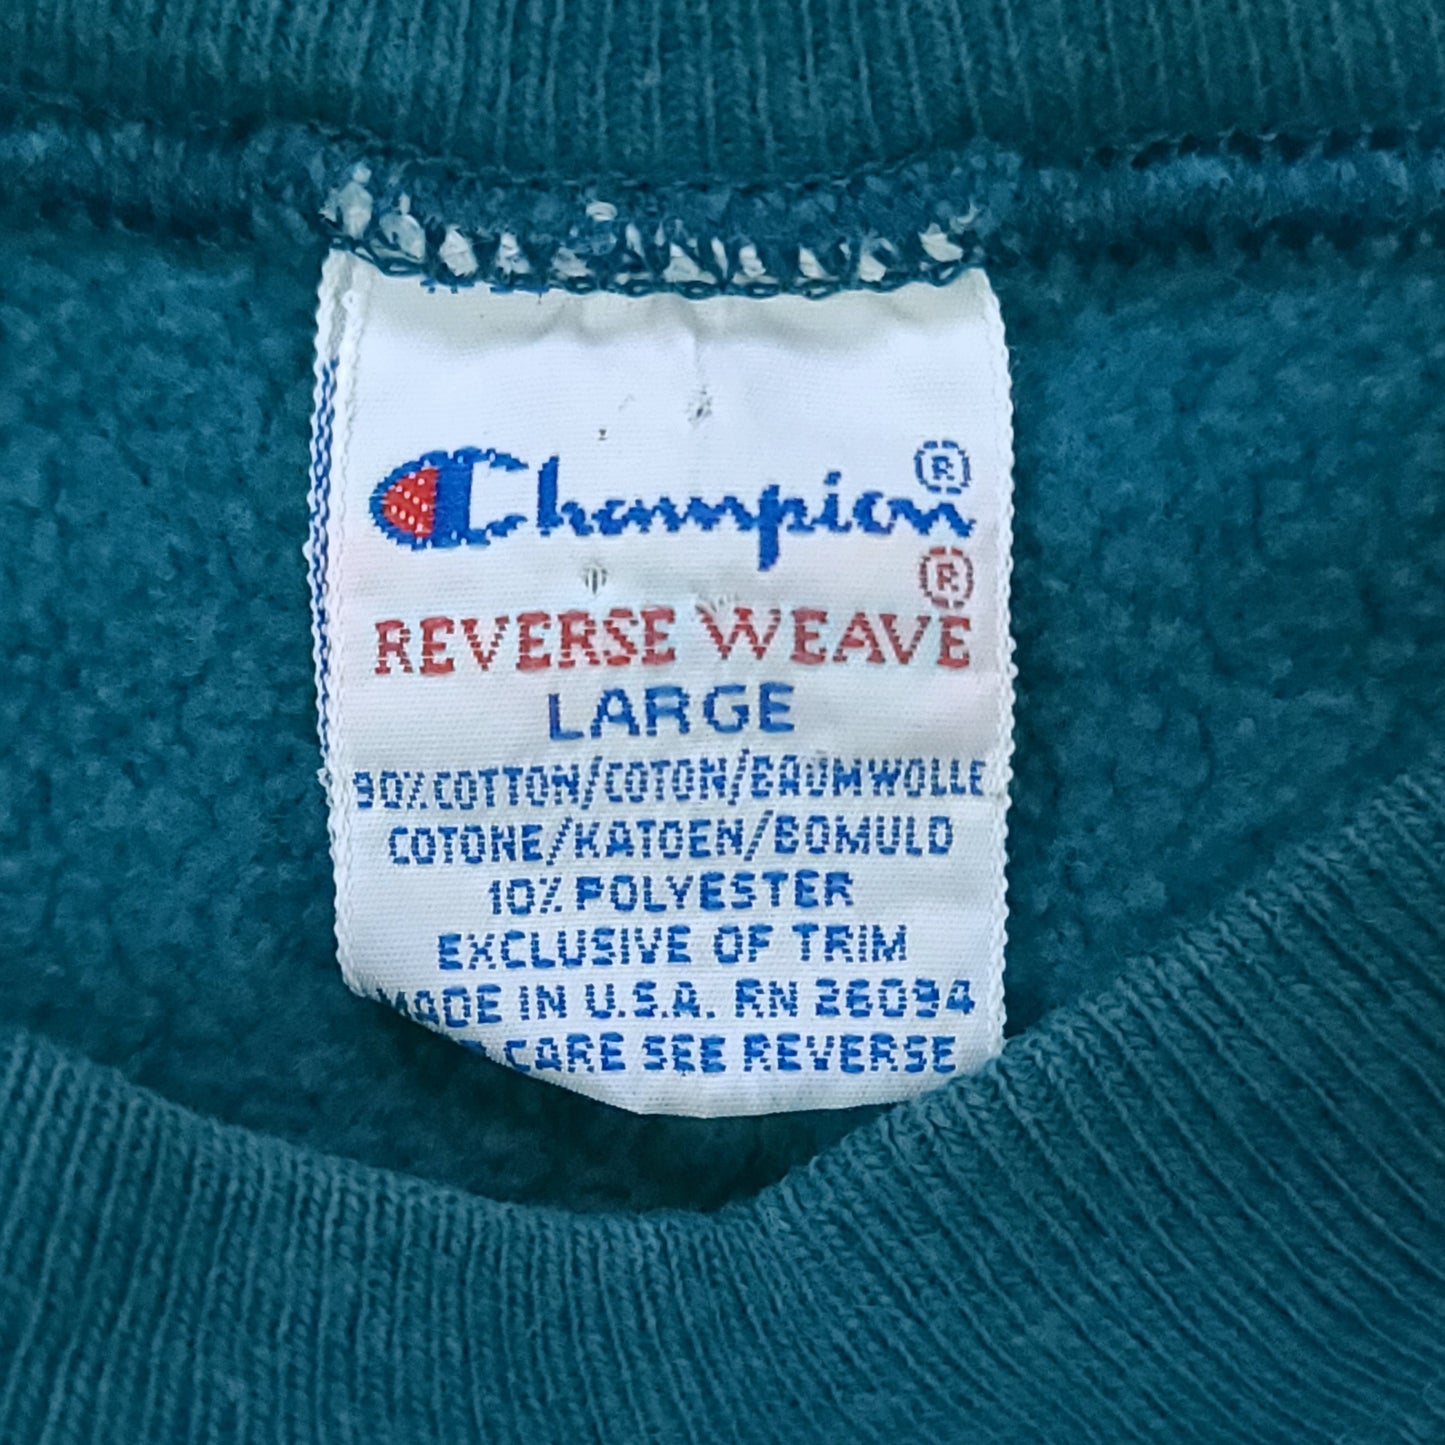 Champion ®
®
REVERSE WEAVE
LARGE
90% COTTON/COTON/BAUMWOLLE
COTONE/KATOEN/BOMULD
10% POLYESTER
EXCLUSIVE OF TRIM
MADE IN U.S.A. RN 26094
CARE SEE REVERSE